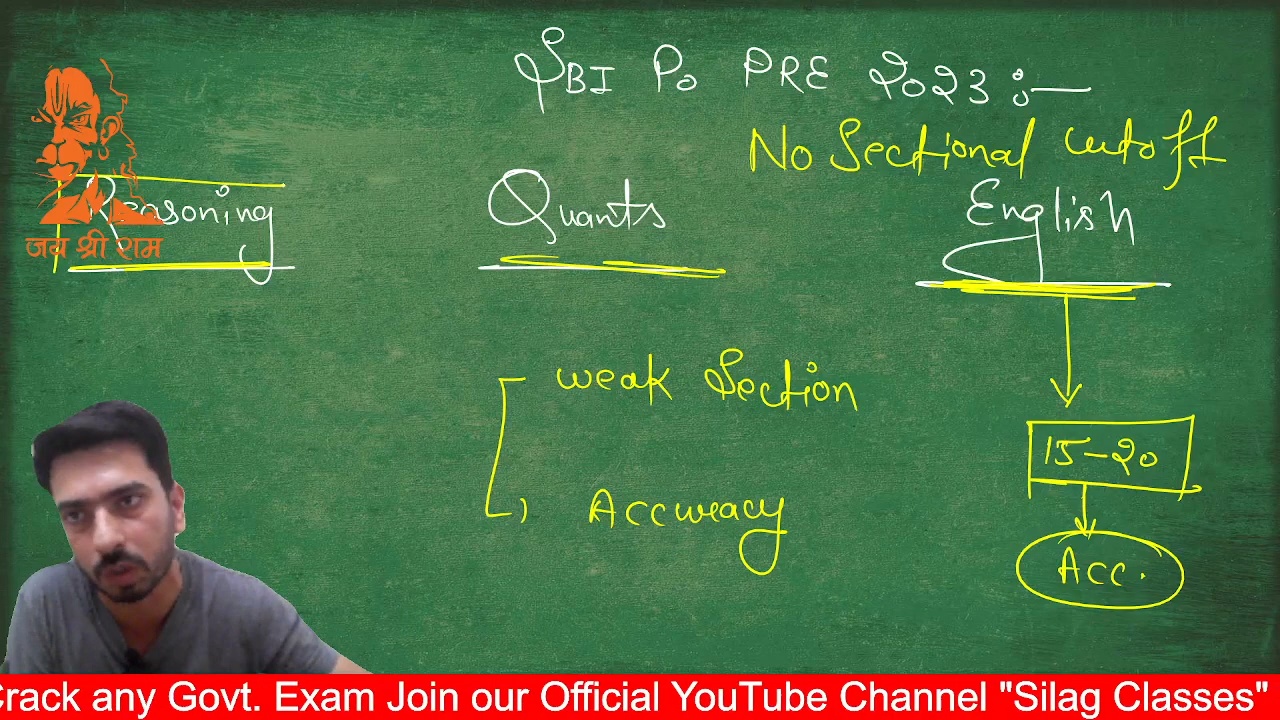 SBI PO PRE 2023 :—
No Sectional cutoff
Reasoning
Quants
English
जय श्री राम
weak Section
15-20
Accuracy
Acc.
Crack any Govt. Exam Join our Official YouTube Channel "Silag Classes"